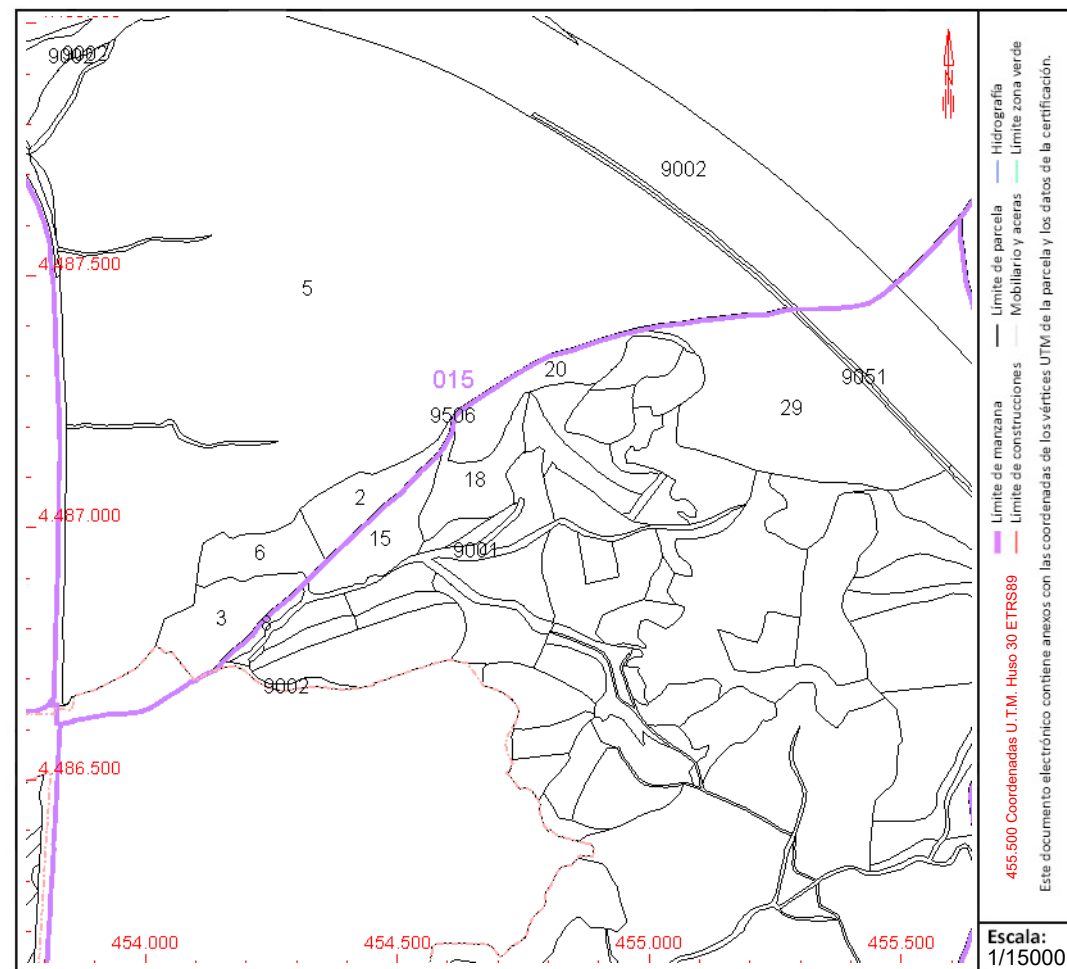 9002
9002
4.487.500
5
015
20
9051
9506
29
2
18
4.487.000
15
9001
6
3
8
9002
4.486.500
454.000
454.500
455.000
455.500
N
Límite de manzana
Límite de parcela
Hidrografía
Límite de construcciones
Mobiliario y aceras
Límite zona verde
455.500 Coordenadas U.T.M. Huso 30 ETRS89
Este documento electrónico contiene anexos con las coordenadas de los vértices UTM de la parcela y los datos de la certificación.
Escala:
1/15000